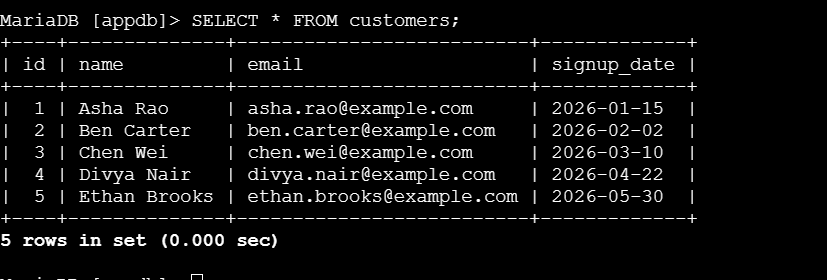 MariaDB [appdb]> SELECT * FROM customers;
+----+--------------+-------------------------+-------------+
| id | name         | email                   | signup_date |
+----+--------------+-------------------------+-------------+
|  1 | Asha Rao     | asha.rao@example.com    | 2026-01-15  |
|  2 | Ben Carter   | ben.carter@example.com  | 2026-02-02  |
|  3 | Chen Wei     | chen.wei@example.com    | 2026-03-10  |
|  4 | Divya Nair   | divya.nair@example.com  | 2026-04-22  |
|  5 | Ethan Brooks | ethan.brooks@example.com | 2026-05-30  |
+----+--------------+-------------------------+-------------+
5 rows in set (0.000 sec)